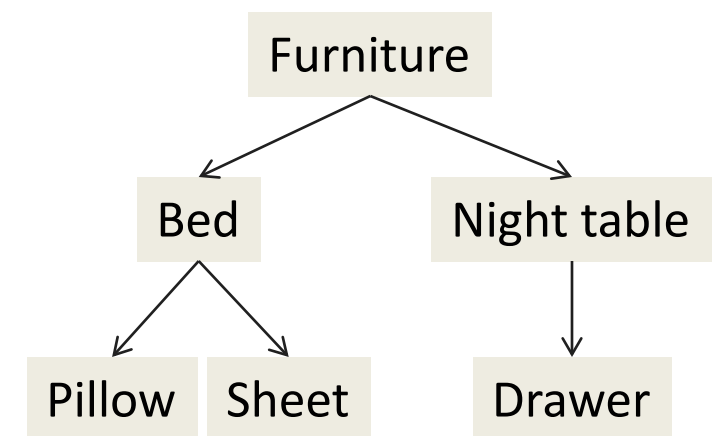 Furniture
Bed
Night table
Pillow
Sheet
Drawer